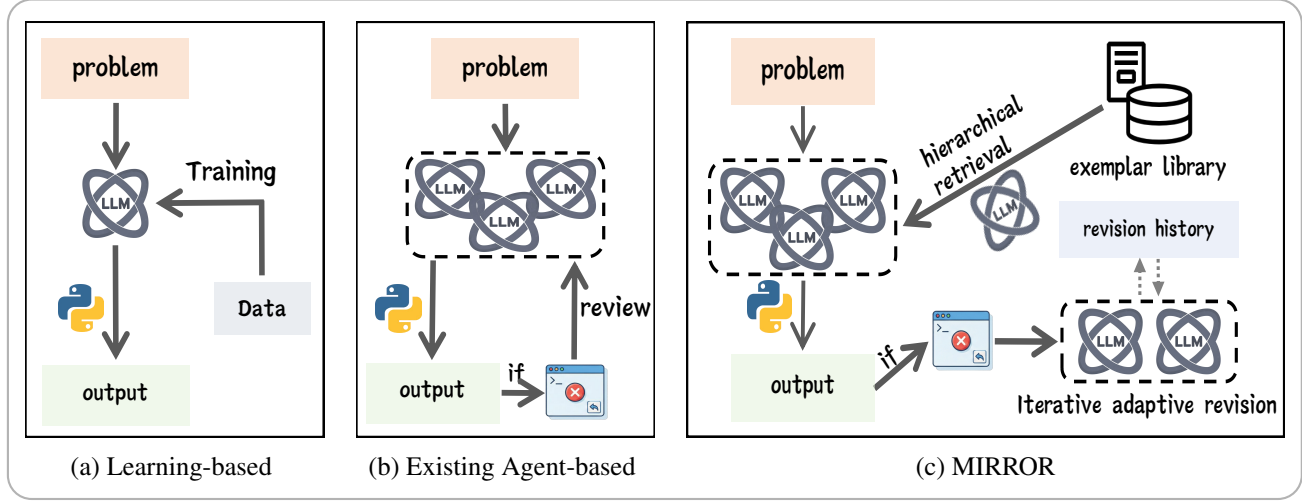 problem
Training
LLM
Data
output
(a) Learning-based
problem
LLM
LLM
LLM
review
output
if
>_
(b) Existing Agent-based
problem
hierarchical
retrieval
exemplar library
LLM
LLM
LLM
LLM
revision history
output
if
>_
LLM
LLM
Iterative adaptive revision
(c) MIRROR